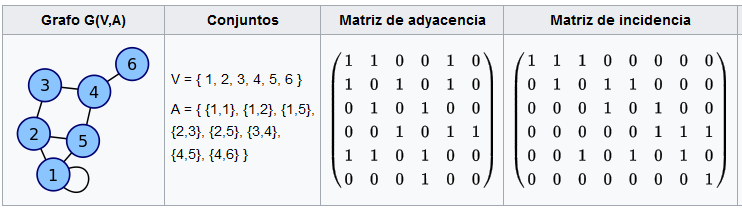 Grafo G(V,A) Conjuntos Matriz de adyacencia Matriz de incidencia
6
3
4
2
5
1
V = { 1, 2, 3, 4, 5, 6 }
A = { {1,1}, {1,2}, {1,5},
{2,3}, {2,5}, {3,4},
{4,5}, {4,6} }
1 1 0 0 1 0
1 0 1 0 1 0
0 1 0 1 0 0
0 0 1 0 1 1
1 1 0 1 0 0
0 0 0 1 0 0
1 1 1 0 0 0 0 0
0 1 0 1 1 0 0 0
0 0 0 1 0 1 0 0
0 0 0 0 0 1 1 1
0 0 1 0 1 0 1 0
0 0 0 0 0 0 0 1